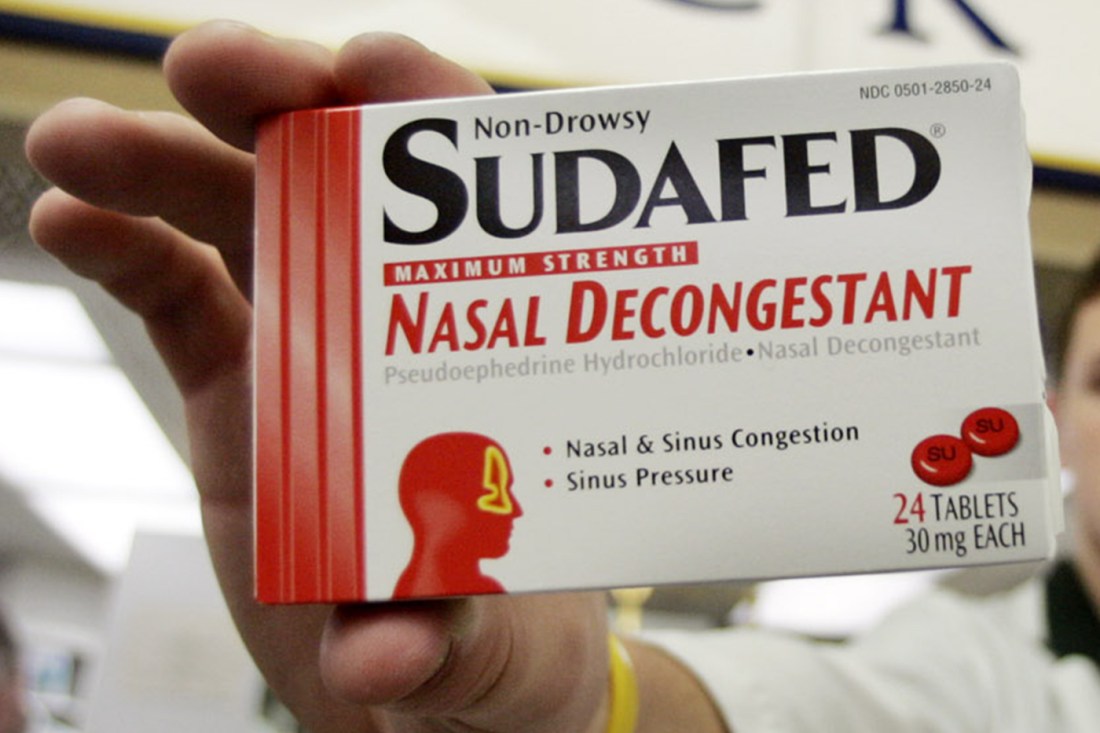 NDC 0501-2850-24
Non-Drowsy
SUDAFED®
MAXIMUM STRENGTH
NASAL DECONGESTANT
Pseudoephedrine Hydrochloride•Nasal Decongestant
• Nasal & Sinus Congestion
• Sinus Pressure
SU SU
24 TABLETS
30 mg EACH